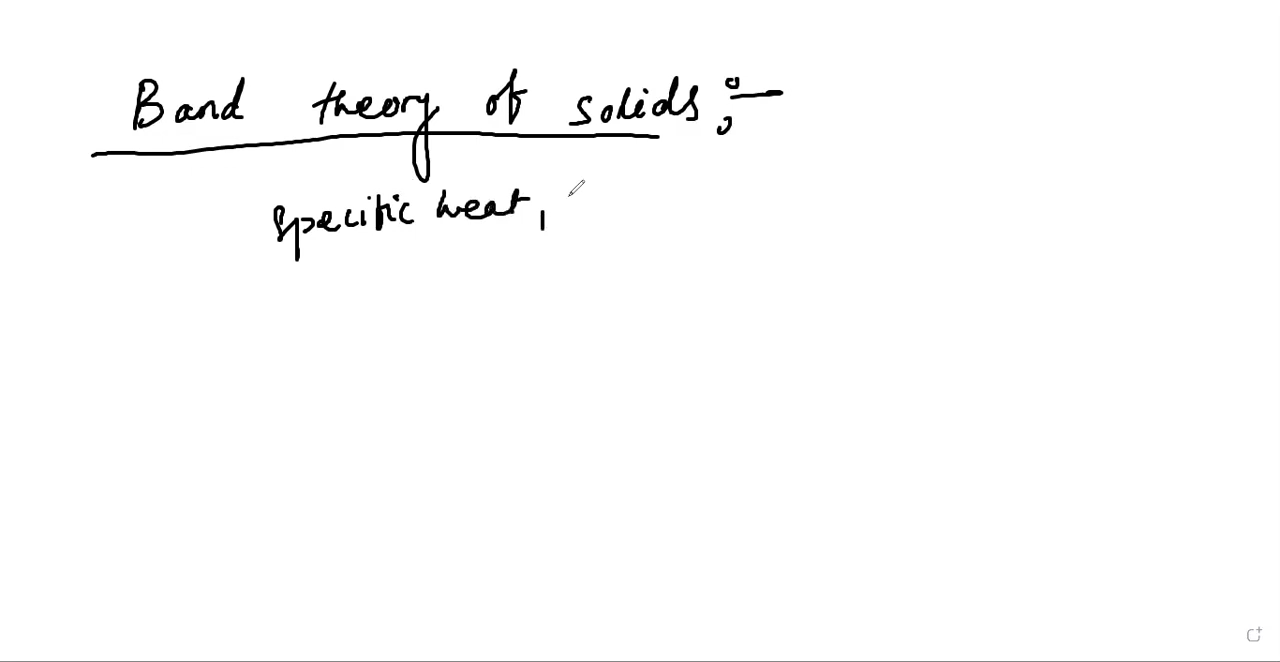 Band theory of solids :-
specific heat,